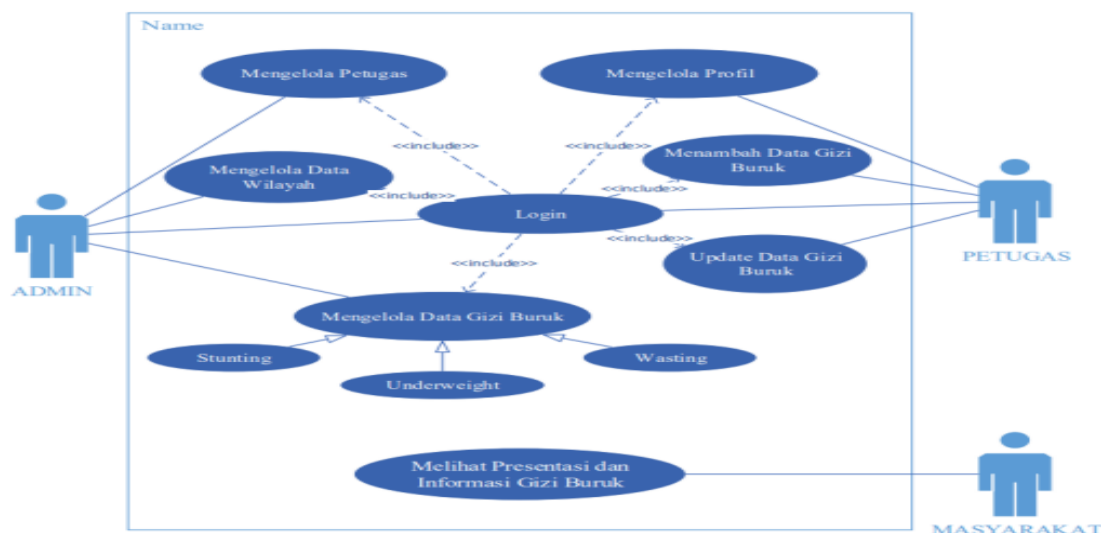 Name
Mengelola Petugas
Mengelola Profil
<<include>>
<<include>>
Menambah Data Gizi
Buruk
Mengelola Data
Wilayah
<<include>>
<<include>>
Login
<<include>>
Update Data Gizi
Buruk
PETUGAS
<<include>>
ADMIN
Mengelola Data Gizi Buruk
Stunting
Wasting
Underweight
Melihat Presentasi dan
Informasi Gizi Buruk
MASYARAKAT